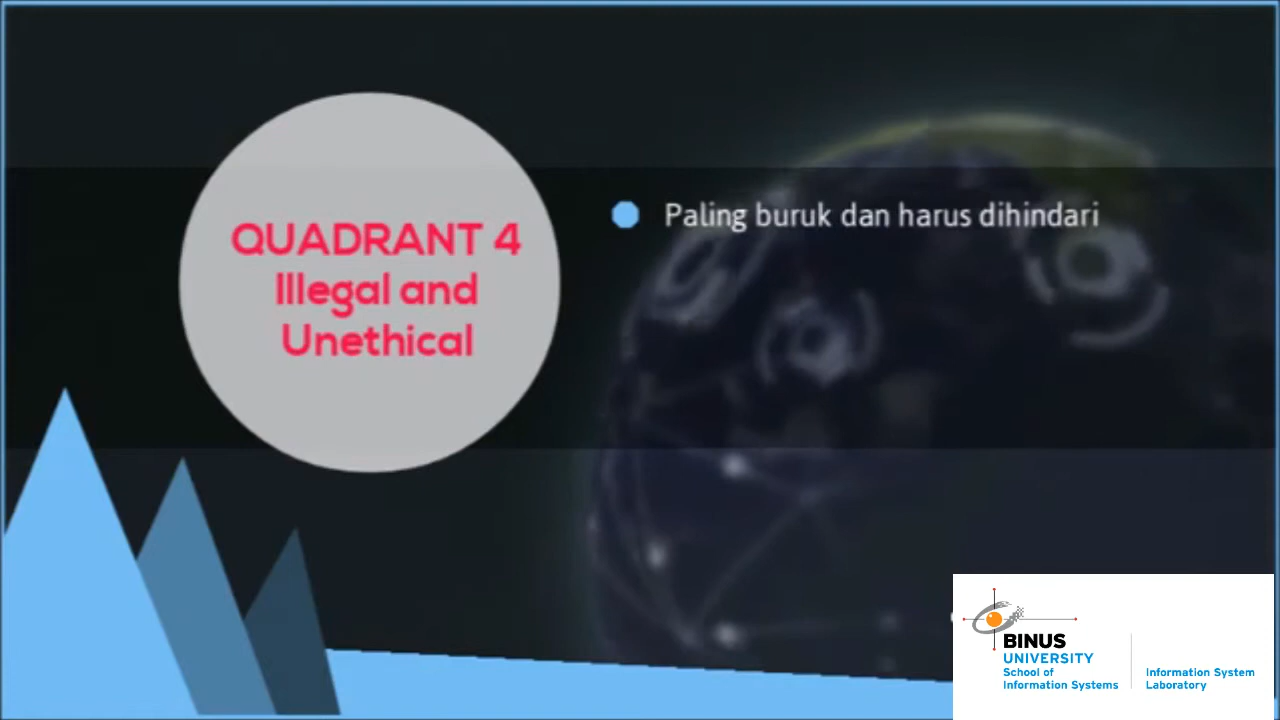 QUADRANT 4
Illegal and
Unethical
Paling buruk dan harus dihindari
BINUS
UNIVERSITY
School of
Information Systems
Information System
Laboratory